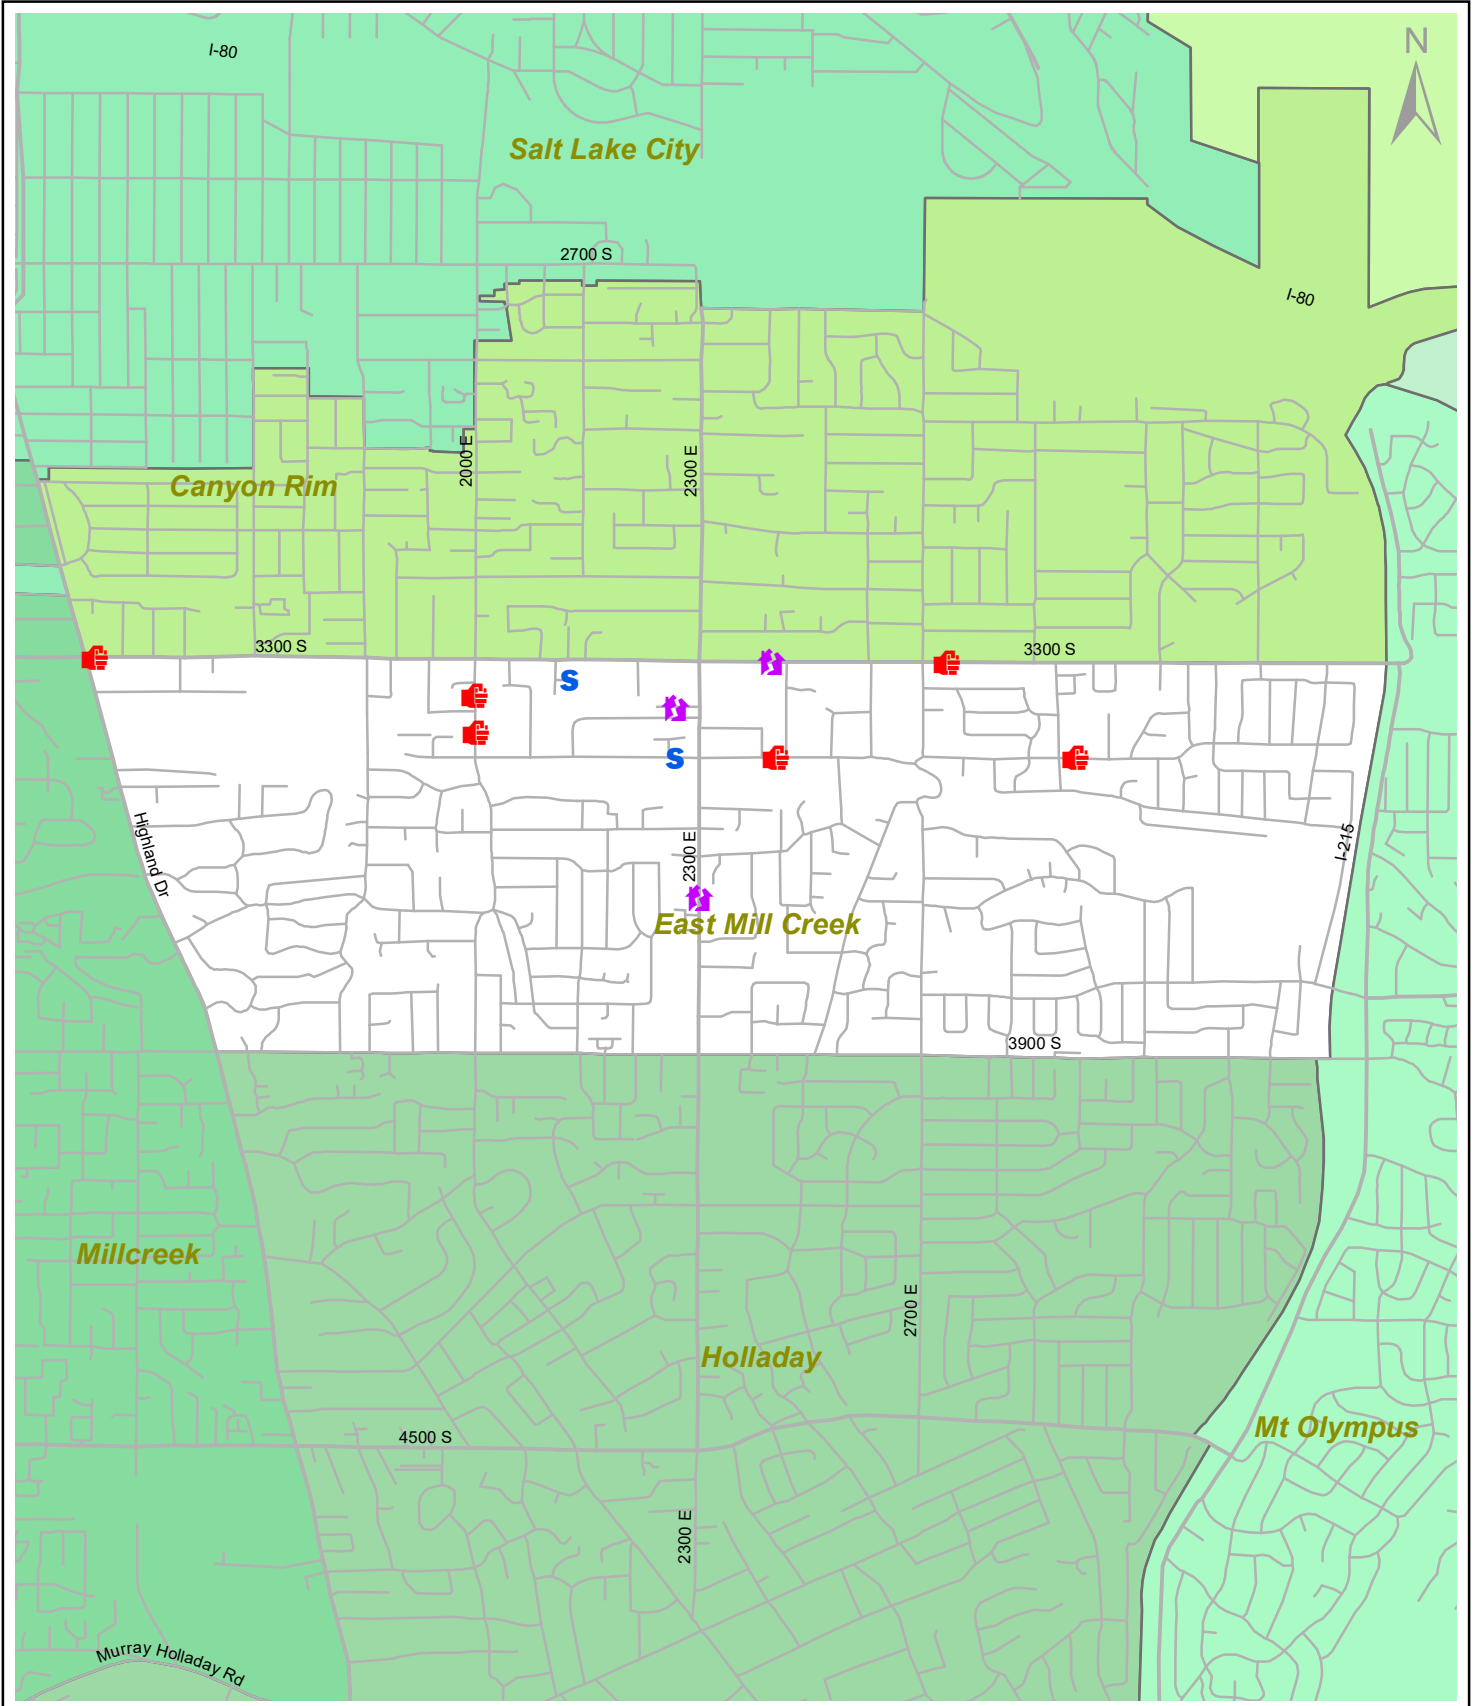 I-80
N
Salt Lake City
2700 S
I-80
2000 E
2300 E
Canyon Rim
3300 S
3300 S
S
S
Highland Dr
2300 E
I-215
East Mill Creek
3900 S
Millcreek
2700 E
Holladay
Mt Olympus
4500 S
2300 E
Murray Holladay Rd